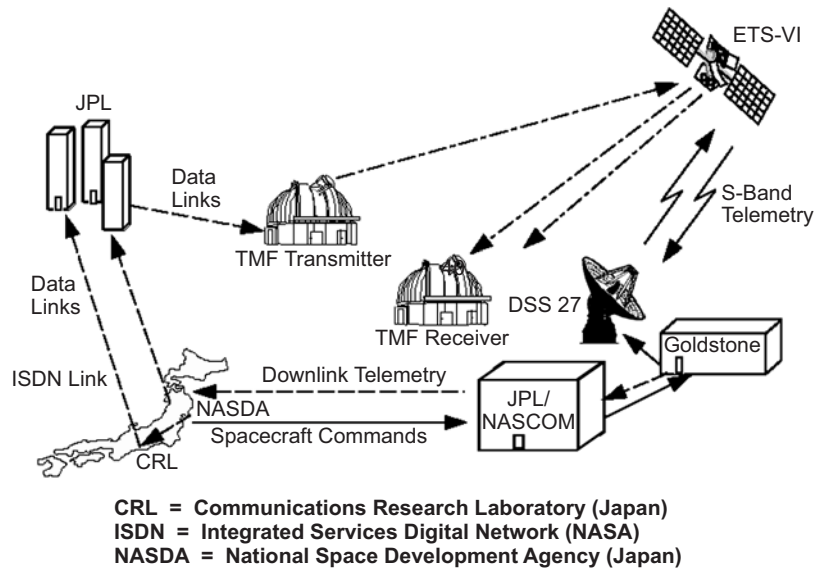 ETS-VI
JPL
Data
Links
S-Band
Telemetry
TMF Transmitter
Data
Links
DSS 27
TMF Receiver
Goldstone
ISDN Link
Downlink Telemetry
JPL/
NASCOM
NASDA
Spacecraft Commands
CRL
CRL = Communications Research Laboratory (Japan)
ISDN = Integrated Services Digital Network (NASA)
NASDA = National Space Development Agency (Japan)